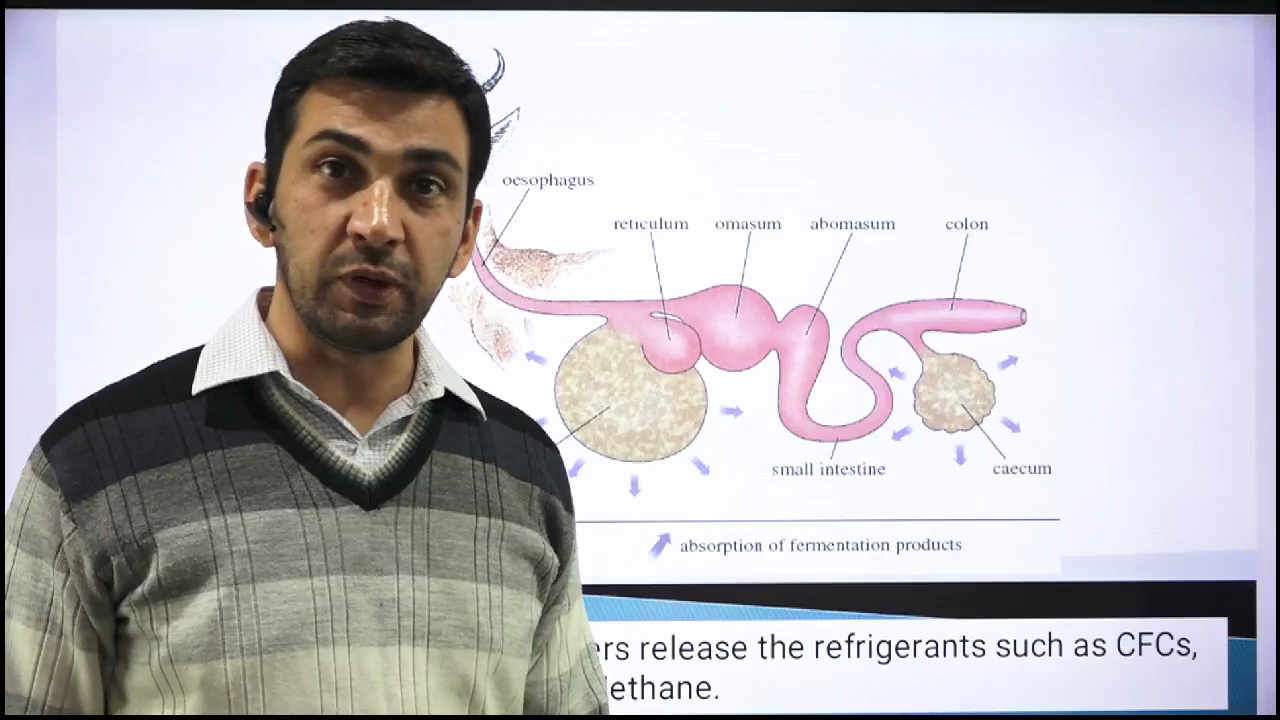 oesophagus
reticulum omasum abomasum colon
small intestine
caecum
absorption of fermentation products
ers release the refrigerants such as CFCs,
ethane.